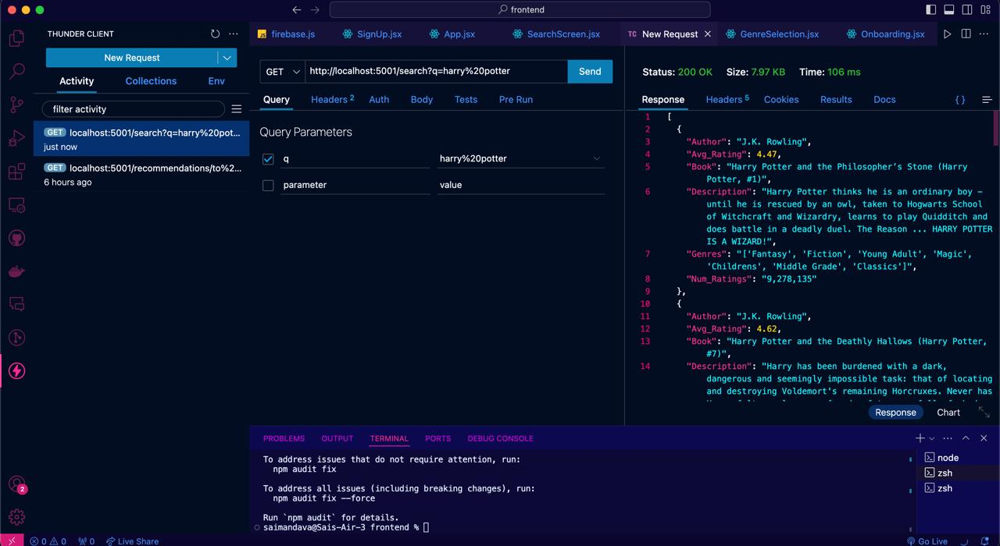 frontend
THUNDER CLIENT
New Request
Activity
Collections
Env
filter activity
GET localhost:5001/search?q=harry%20pot...
just now
GET localhost:5001/recommendations/to%2...
6 hours ago
2
JS firebase.js
SignUp.jsx
App.jsx
SearchScreen.jsx
TC New Request
GenreSelection.jsx
Onboarding.jsx
GET
http://localhost:5001/search?q=harry%20potter
Send
Query
Headers 2
Auth
Body
Tests
Pre Run
Query Parameters
q
harry%20potter
parameter
value
Status: 200 OK
Size: 7.97 KB
Time: 106 ms
Response
Headers 5
Cookies
Results
Docs
{ }
1 [
2 {
3 "Author": "J.K. Rowling",
4 "Avg_Rating": 4.47,
5 "Book": "Harry Potter and the Philosopher’s Stone (Harry
Potter, #1)",
6 "Description": "Harry Potter thinks he is an ordinary boy –
until he is rescued by an owl, taken to Hogwarts School
of Witchcraft and Wizardry, learns to play Quidditch and
does battle in a deadly duel. The Reason ... HARRY POTTER
IS A WIZARD!",
7 "Genres": "['Fantasy', 'Fiction', 'Young Adult', 'Magic',
'Childrens', 'Middle Grade', 'Classics']",
8 "Num_Ratings": "9,278,135"
9 },
10 {
11 "Author": "J.K. Rowling",
12 "Avg_Rating": 4.62,
13 "Book": "Harry Potter and the Deathly Hallows (Harry Potter,
#7)",
14 "Description": "Harry has been burdened with a dark,
dangerous and seemingly impossible task: that of locating
and destroying Voldemort's remaining Horcruxes. Never has
Response
Chart
PROBLEMS
OUTPUT
TERMINAL
PORTS
DEBUG CONSOLE
To address issues that do not require attention, run:
npm audit fix
To address all issues (including breaking changes), run:
npm audit fix --force
Run `npm audit` for details.
saimandava@Sais-Air-3 frontend %
node
zsh
zsh
0 0
0
Live Share
Go Live